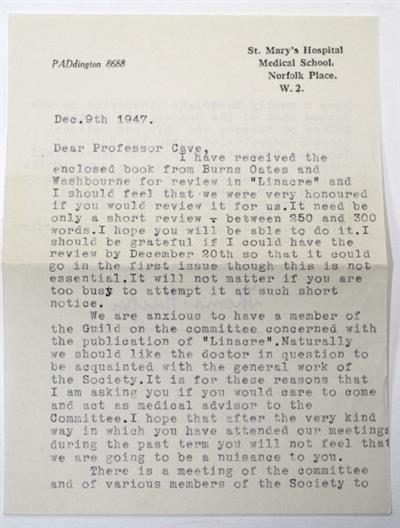 PADdington 8688
St. Mary's Hospital
Medical School,
Norfolk Place,
W. 2.
Dec.9th 1947.
Dear Professor Cave,
I have received the
enclosed book from Burns Oates and
Washbourne for review in "Linacre" and
I should feel that we were very honoured
if you would review it for us.It need be
only a short review - between 250 and 300
words.I hope you will be able to do it.I
should be grateful if I could have the
review by December 20th so that it could
go in the first issue though this is not
essential.It will not matter if you are
too busy to attempt it at such short
notice.
We are anxious to have a member of
the Guild on the committee concerned with
the publication of "Linacre".Naturally
we should like the doctor in question to
be acquainted with the general work of
the Society.It is for these reasons that
I am asking you if you would care to come
and act as medical advisor to the
Committee.I hope that after the very kind
way in which you have attended our meetings
during the past term you will not feel that
we are going to be a nuisance to you.
There is a meeting of the committee
and of various members of the Society to